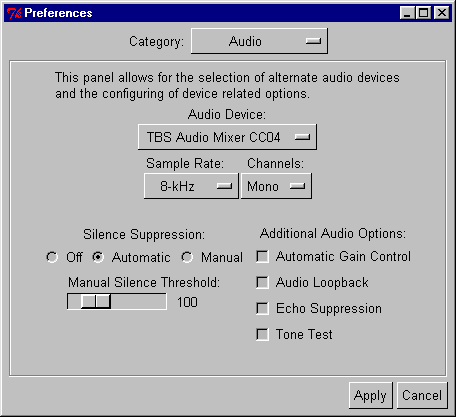 Preferences
Category: Audio
This panel allows for the selection of alternate audio devices
and the configuring of device related options.
Audio Device:
TBS Audio Mixer CC04
Sample Rate: Channels:
8-kHz Mono
Silence Suppression:
Off Automatic Manual
Manual Silence Threshold:
100
Additional Audio Options:
Automatic Gain Control
Audio Loopback
Echo Suppression
Tone Test
Apply Cancel